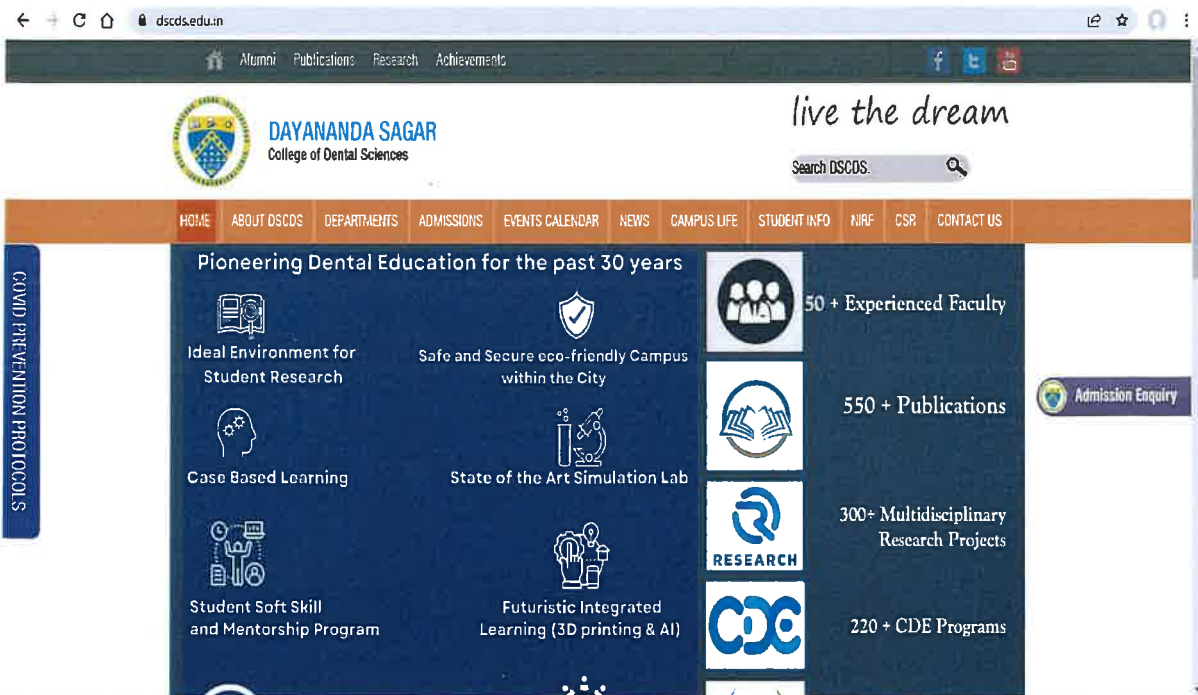 dscds.edu.in
Alumni Publications Research Achievements
DAYANANDA SAGAR
College of Dental Sciences
live the dream
Search DSCDS.
HOME ABOUT DSCDS DEPARTMENTS ADMISSIONS EVENTS CALENDAR NEWS CAMPUS LIFE STUDENT INFO NIRF CSR CONTACT US
COVID PREVENTION PROTOCOLS
Pioneering Dental Education for the past 30 years
Ideal Environment for
Student Research
Safe and Secure eco-friendly Campus
within the City
Case Based Learning
State of the Art Simulation Lab
Student Soft Skill
and Mentorship Program
Futuristic Integrated
Learning (3D printing & AI)
50 + Experienced Faculty
550 + Publications
RESEARCH
300+ Multidisciplinary
Research Projects
CDE
220 + CDE Programs
Admission Enquiry